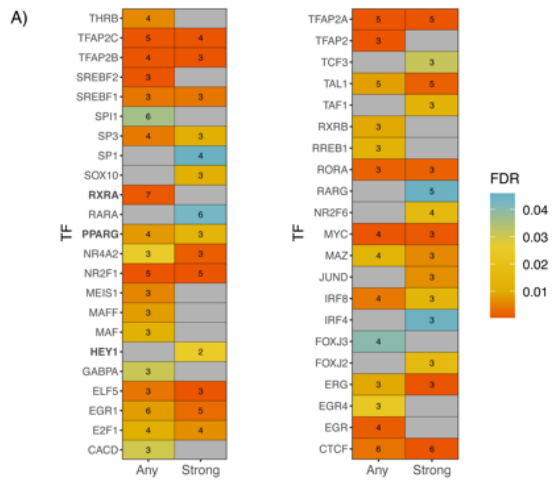 A)
THRB 4
TFAP2C 5 4
TFAP2B 4 3
SREBF2 3
SREBF1 3 3
SPI1 6
SP3 4 3
SP1 4
SOX10 3
RXRA 7
RARA 6
PPARG 4 3
NR4A2 3 3
NR2F1 5 5
MEIS1 3
MAFF 3
MAF 3
HEY1 2
GABPA 3
ELF5 3 3
EGR1 6 5
E2F1 4 4
CACD 3
Any Strong
TF
TFAP2A 5 5
TFAP2 3
TCF3 3
TAL1 5 5
TAF1 3
RXRB 3
RREB1 3
RORA 3 3
RARG 5
NR2F6 4
MYC 4 3
MAZ 4 3
JUND 3
IRF8 4 3
IRF4 3
FOXJ3 4
FOXJ2 3
ERG 3 3
EGR4 3
EGR 4
CTCF 6 6
Any Strong
TF
FDR
0.04
0.03
0.02
0.01